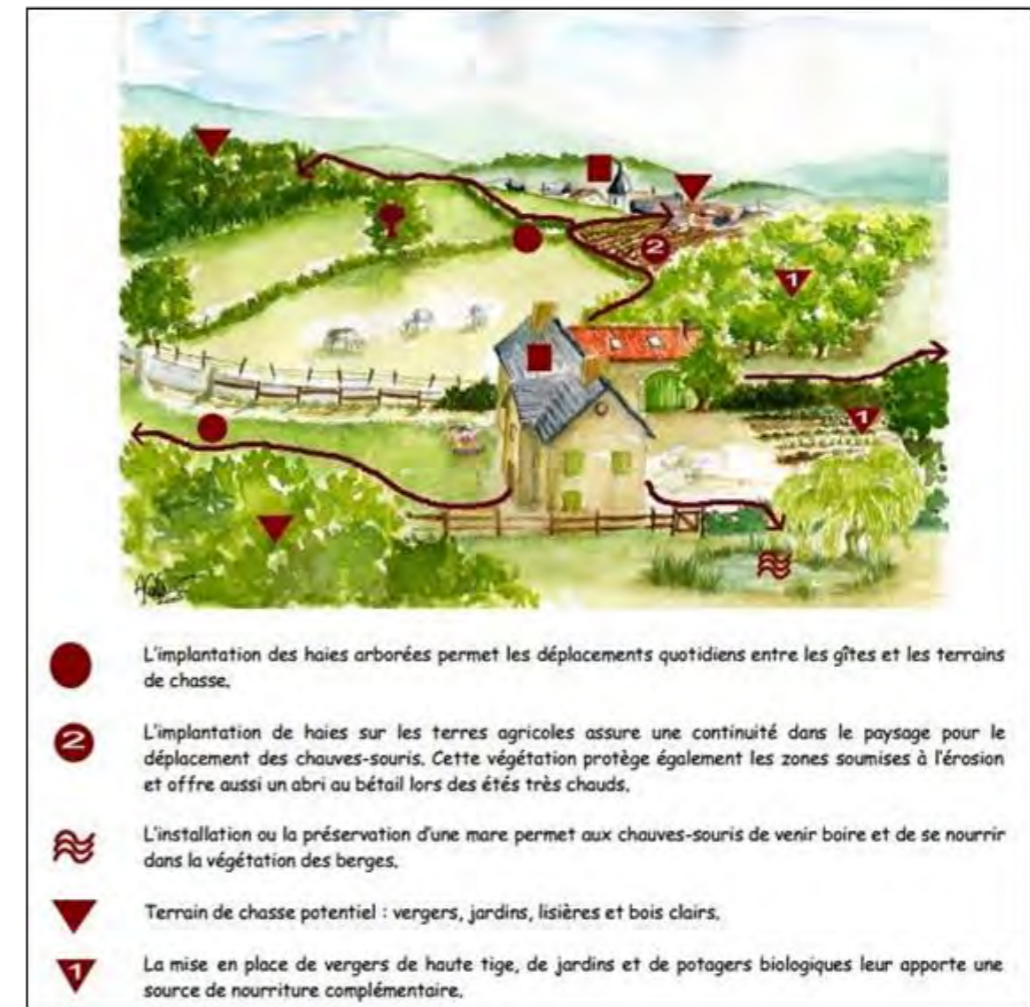 2
1
1
L'implantation des haies arborées permet les déplacements quotidiens entre les gîtes et les terrains
de chasse.
2
L'implantation de haies sur les terres agricoles assure une continuité dans le paysage pour le
déplacement des chauves-souris. Cette végétation protège également les zones soumises à l'érosion
et offre aussi un abri au bétail lors des étés très chauds.
L'installation ou la préservation d'une mare permet aux chauves-souris de venir boire et de se nourrir
dans la végétation des berges.
Terrain de chasse potentiel : vergers, jardins, lisières et bois clairs.
1
La mise en place de vergers de haute tige, de jardins et de potagers biologiques leur apporte une
source de nourriture complémentaire.